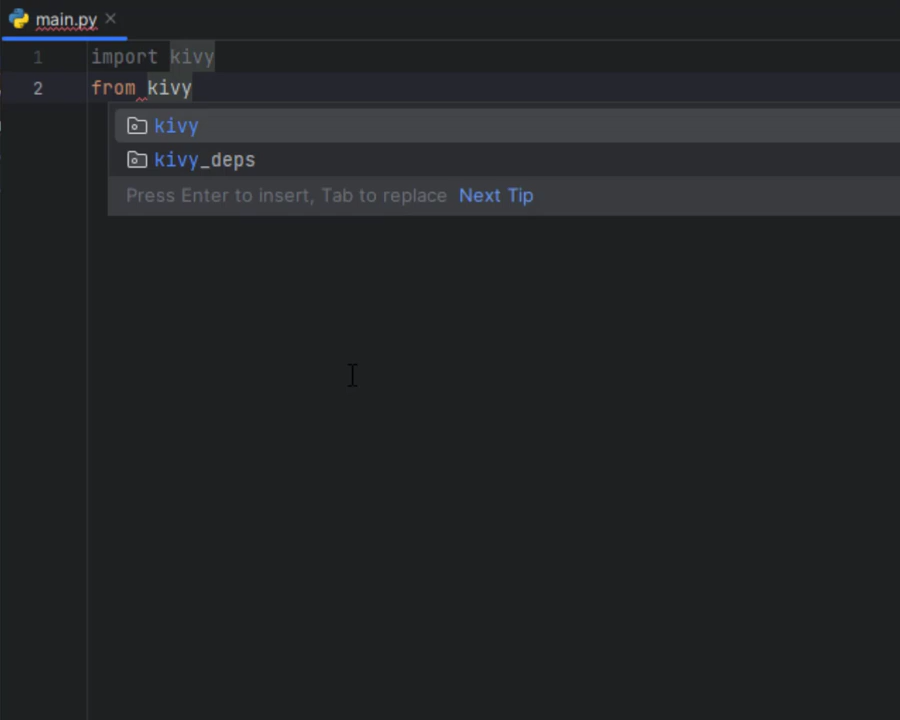 main.py
1 import kivy
2 from kivy
kivy
kivy_deps
Press Enter to insert, Tab to replace Next Tip